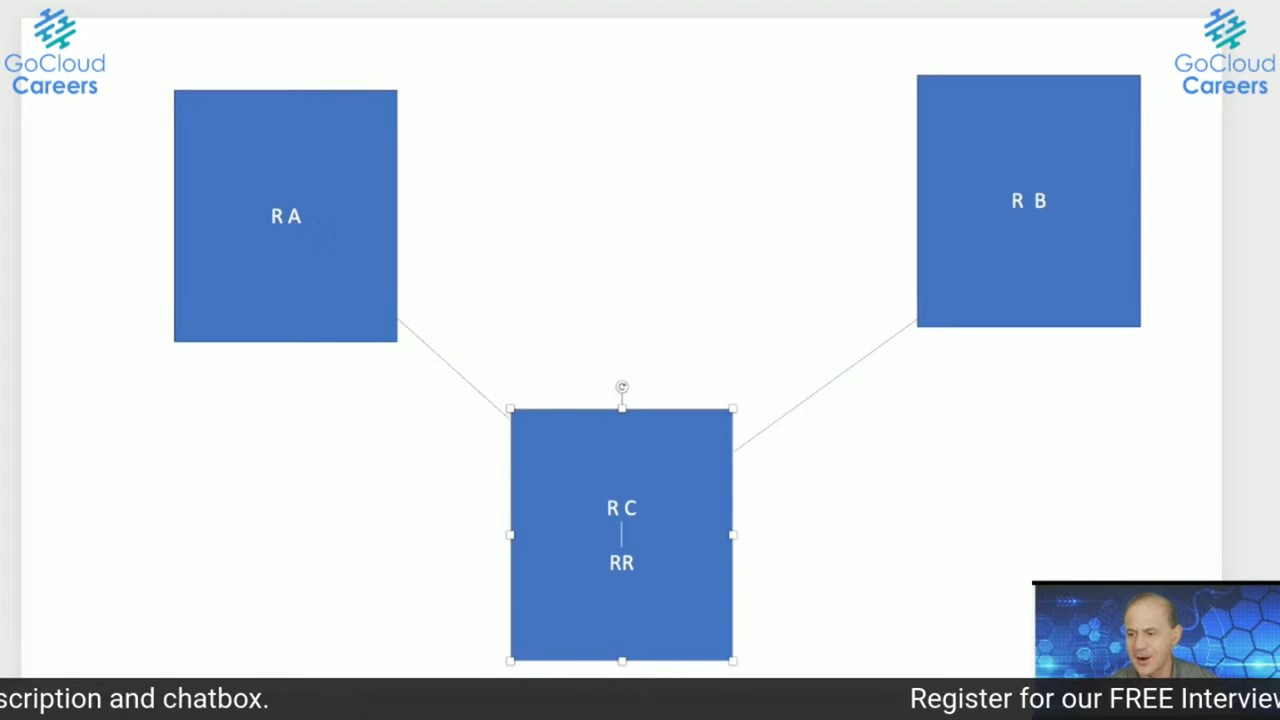 GoCloud
Careers
GoCloud
Careers
R A
R B
R C
RR
scription and chatbox.
Register for our FREE Interview